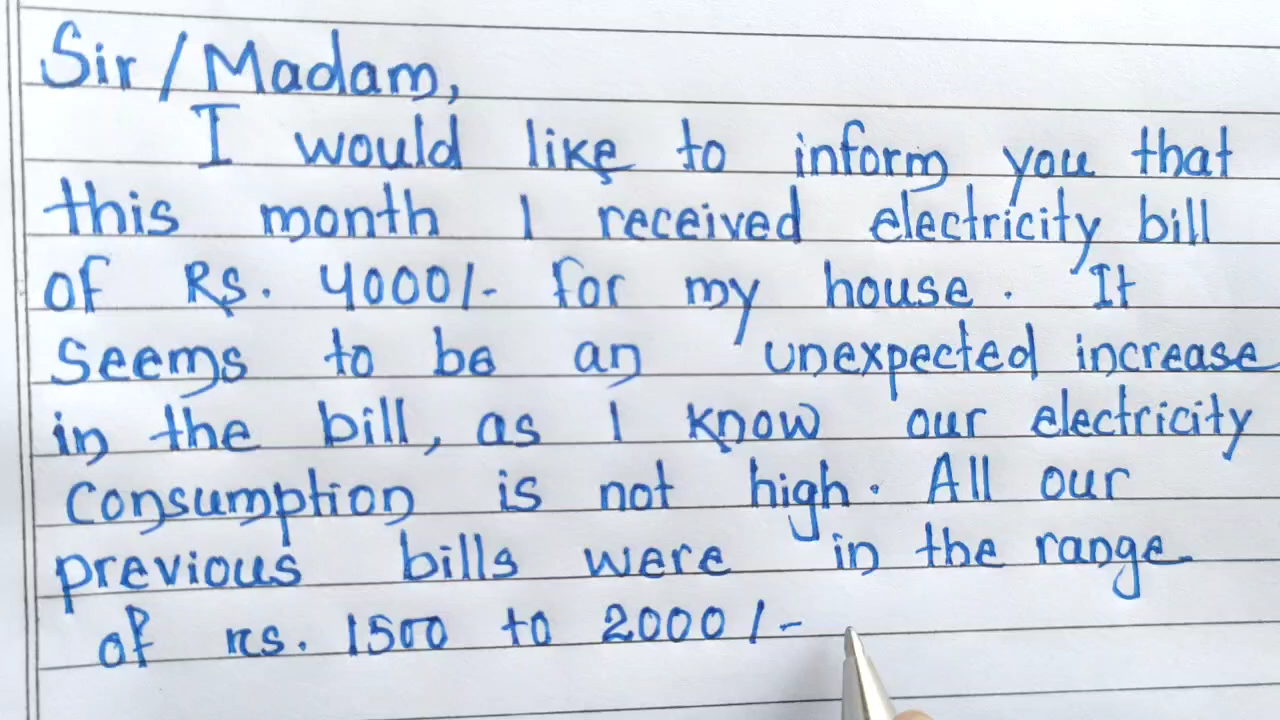 Sir/Madam,
I would like to inform you that
this month I received electricity bill
of Rs. 4000/- for my house. It
seems to be an unexpected increase
in the bill, as I know our electricity
consumption is not high. All our
previous bills were in the range
of rs. 1500 to 2000/-